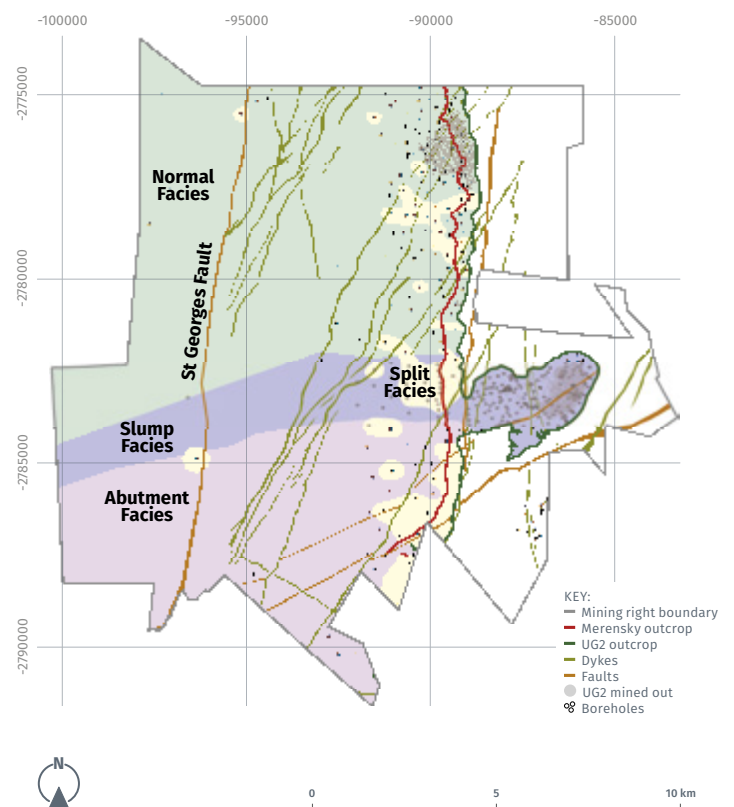 -100000
-95000
-90000
-85000
-2775000
Normal
Facies
St Georges Fault
-2780000
Split
Facies
Slump
Facies
-2785000
Abutment
Facies
KEY:
Mining right boundary
Merensky outcrop
UG2 outcrop
Dykes
Faults
UG2 mined out
Boreholes
-2790000
N
0
5
10 km